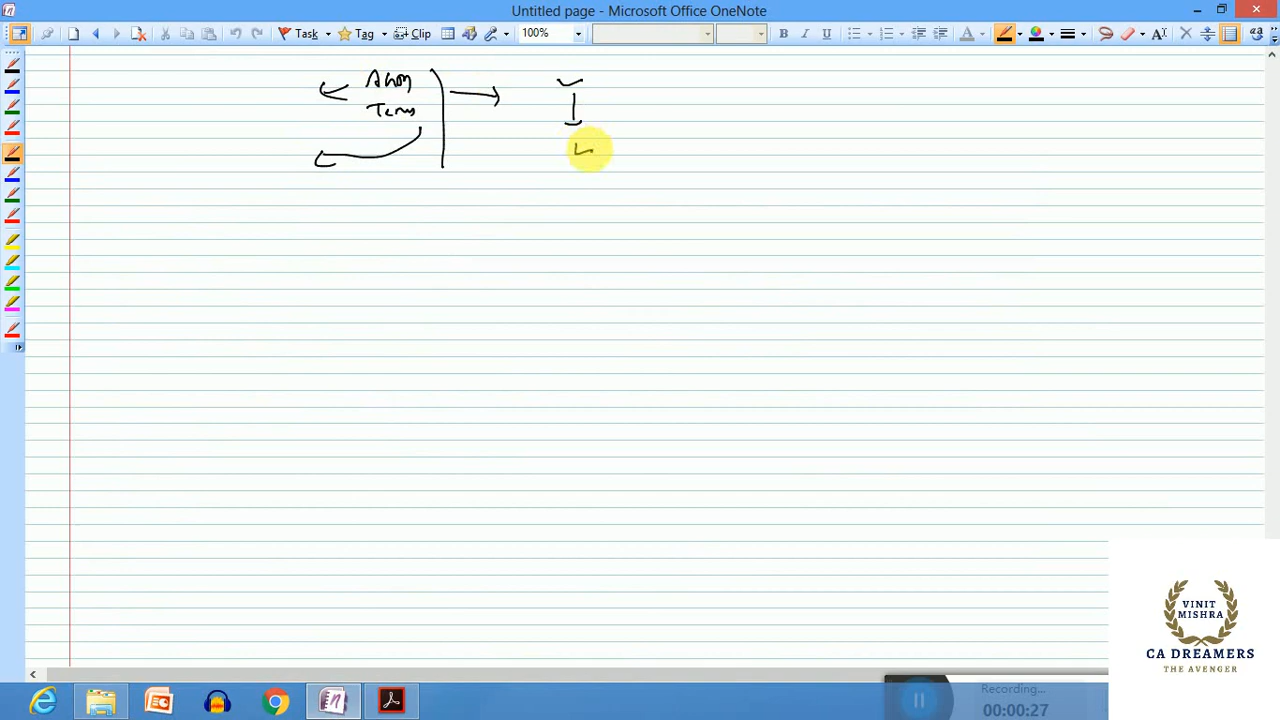 Untitled page - Microsoft Office OneNote
Task
Tag
Clip
100%
B I U
Term
VINIT
MISHRA
CA DREAMERS
THE AVENGER
Recording...
00:00:27